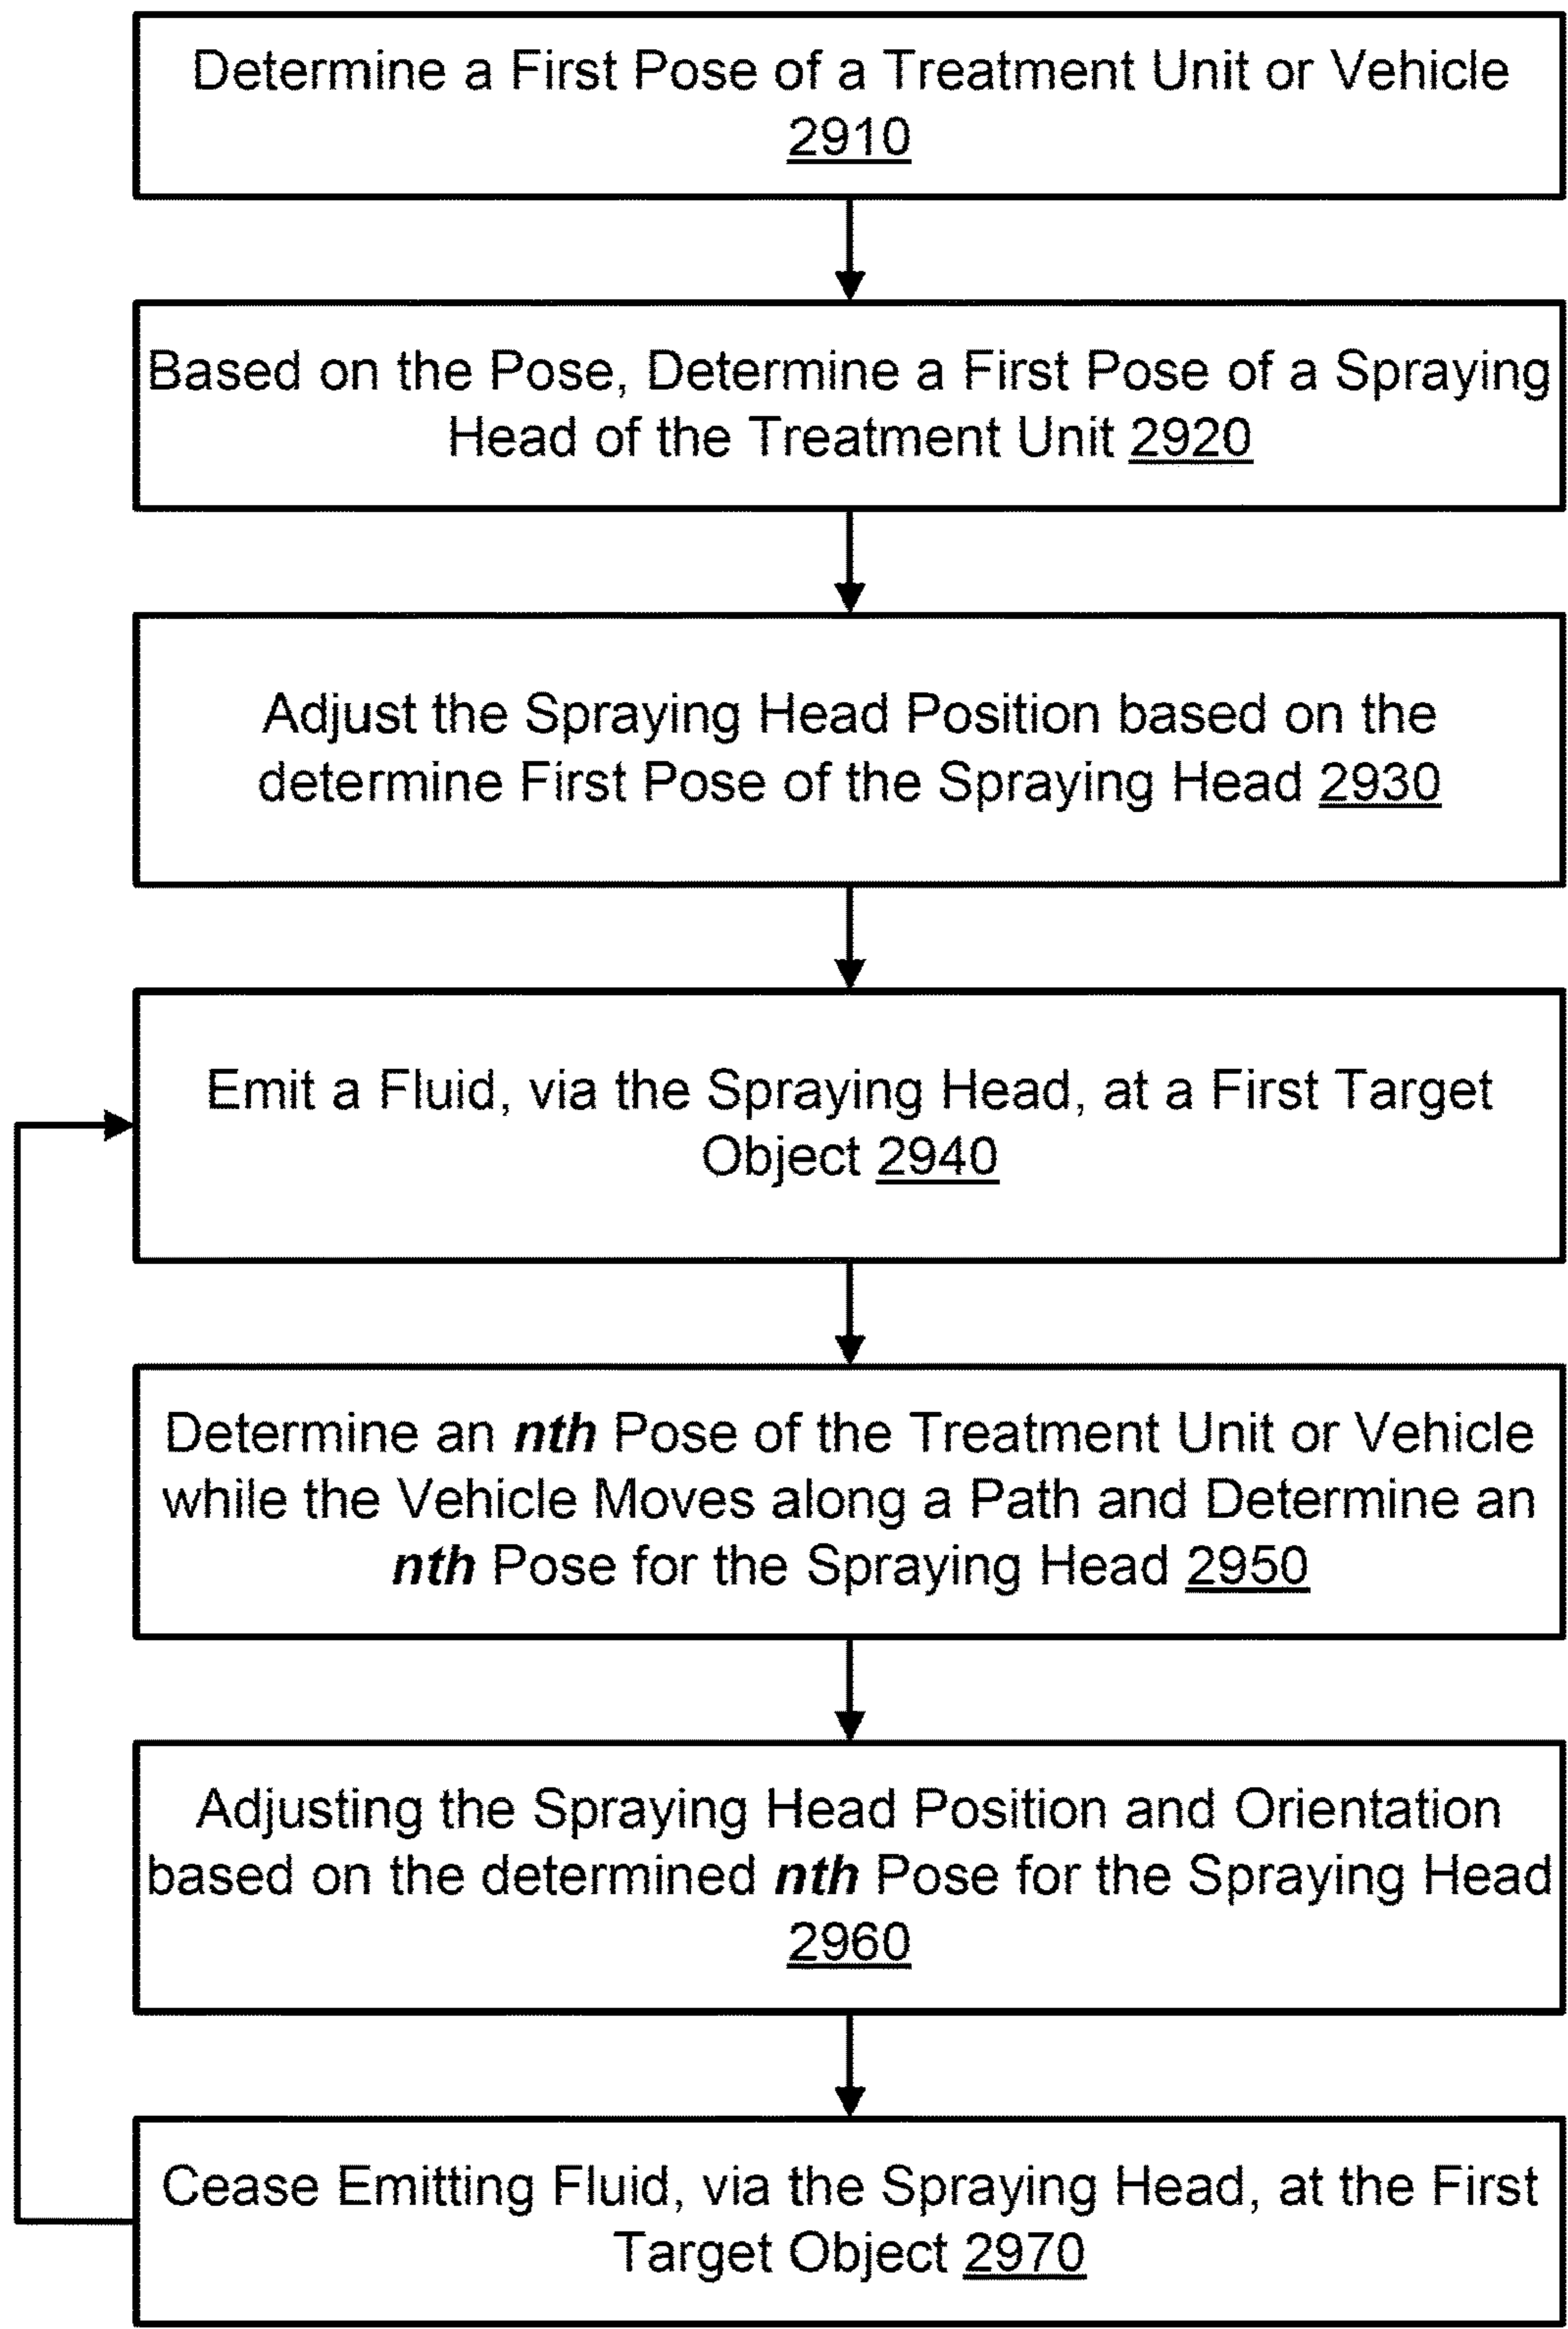 Determine a First Pose of a Treatment Unit or Vehicle
2910
Based on the Pose, Determine a First Pose of a Spraying
Head of the Treatment Unit 2920
Adjust the Spraying Head Position based on the
determine First Pose of the Spraying Head 2930
Emit a Fluid, via the Spraying Head, at a First Target
Object 2940
Determine an nth Pose of the Treatment Unit or Vehicle
while the Vehicle Moves along a Path and Determine an
nth Pose for the Spraying Head 2950
Adjusting the Spraying Head Position and Orientation
based on the determined nth Pose for the Spraying Head
2960
Cease Emitting Fluid, via the Spraying Head, at the First
Target Object 2970